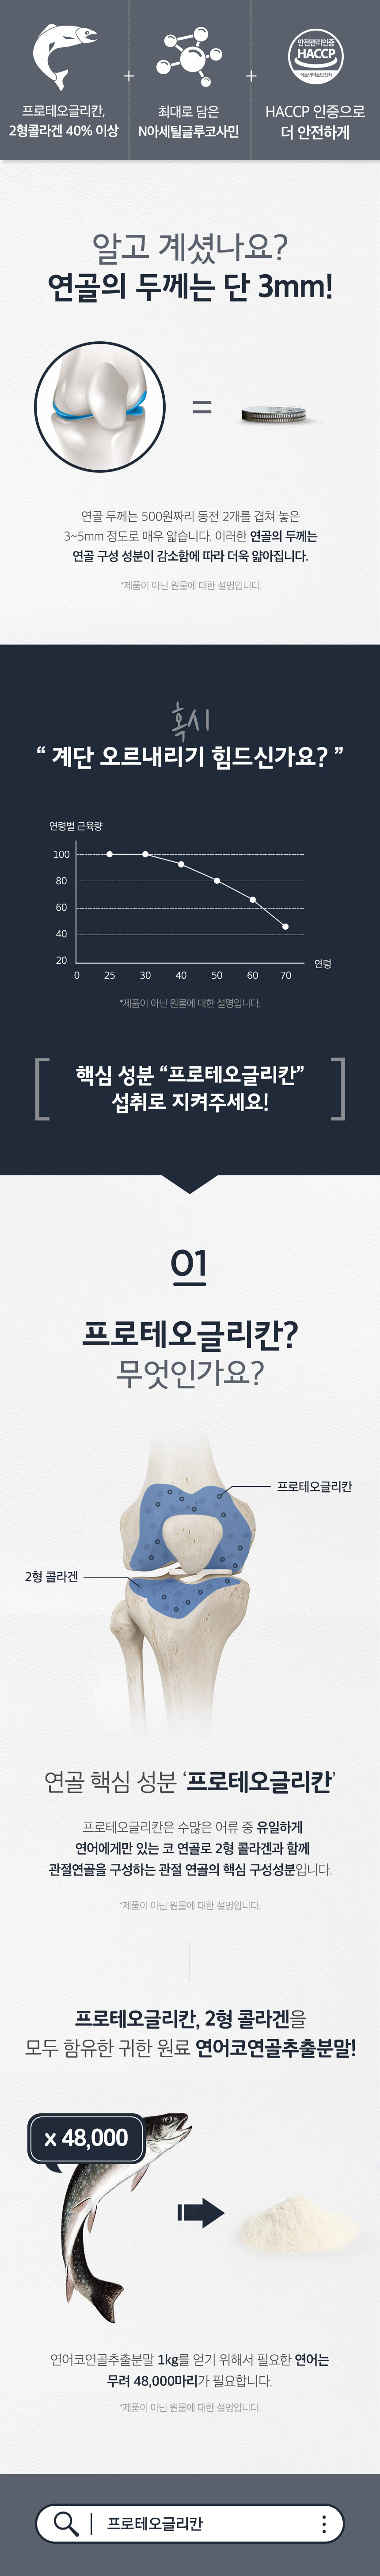 프로테오글리칸,
2형콜라겐 40% 이상
+
최대로 담은
N아세틸글루코사민
+
안전관리인증
HACCP
식품의약품안전처
HACCP 인증으로
더 안전하게
알고 계셨나요?
연골의 두께는 단 3mm!
=
연골 두께는 500원짜리 동전 2개를 겹쳐 놓은
3~5mm 정도로 매우 얇습니다. 이러한 연골의 두께는
연골 구성 성분이 감소함에 따라 더욱 얇아집니다.
*제품이 아닌 원물에 대한 설명입니다.
혹시
“ 계단 오르내리기 힘드신가요? ”
연령별 근육량
100
80
60
40
20
0 25 30 40 50 60 70
연령
*제품이 아닌 원물에 대한 설명입니다.
핵심 성분 “프로테오글리칸”
섭취로 지켜주세요!
01
프로테오글리칸?
무엇인가요?
프로테오글리칸
2형 콜라겐
연골 핵심 성분 ‘프로테오글리칸’
프로테오글리칸은 수많은 어류 중 유일하게
연어에게만 있는 코 연골로 2형 콜라겐과 함께
관절연골을 구성하는 관절 연골의 핵심 구성성분입니다.
*제품이 아닌 원물에 대한 설명입니다.
프로테오글리칸, 2형 콜라겐을
모두 함유한 귀한 원료 연어코연골추출분말!
x 48,000
연어코연골추출분말 1kg를 얻기 위해서 필요한 연어는
무려 48,000마리가 필요합니다.
*제품이 아닌 원물에 대한 설명입니다.
프로테오글리칸